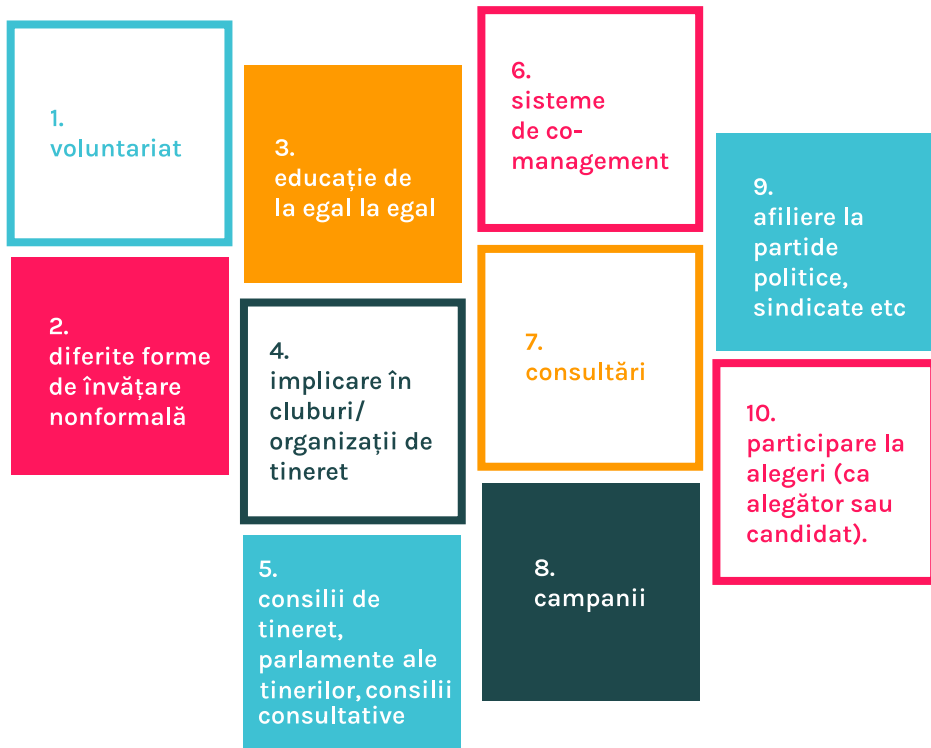 1.
voluntariat
2.
diferite forme
de învățare
nonformală
3.
educație de
la egal la egal
4.
implicare în
cluburi/
organizații de
tineret
5.
consilii de
tineret,
parlamente ale
tinerilor, consilii
consultative
6.
sisteme
de co-
management
7.
consultări
8.
campanii
9.
afiliere la
partide
politice,
sindicate etc
10.
participare la
alegeri (ca
alegător sau
candidat).